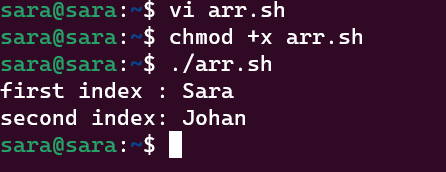 sara@sara:~$ vi arr.sh
sara@sara:~$ chmod +x arr.sh
sara@sara:~$ ./arr.sh
first index : Sara
second index: Johan
sara@sara:~$